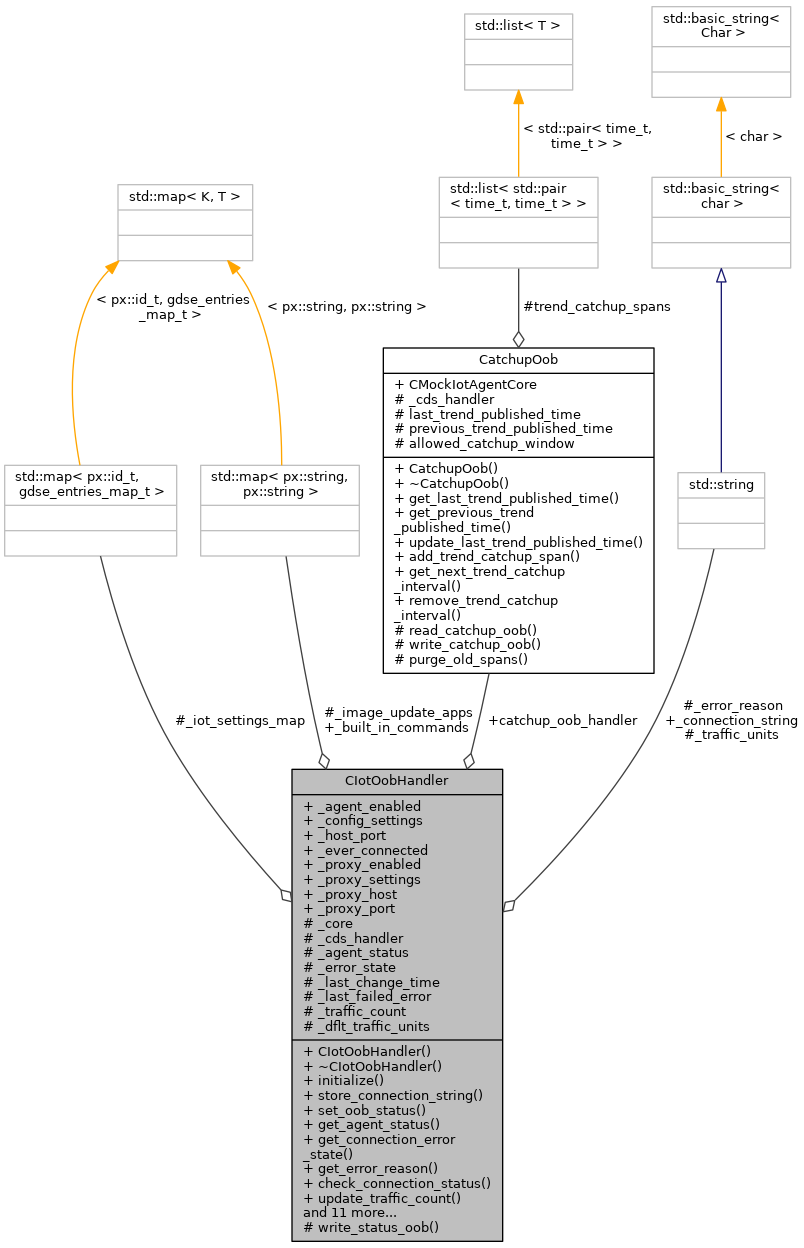 std::list< T >
std::basic_string<
Char >
< std::pair< time_t,
time_t > >
< char >
std::map< K, T >
std::list< std::pair
< time_t, time_t > >
std::basic_string<
char >
< px::id_t, gdse_entries
_map_t >
< px::string, px::string >
#trend_catchup_spans
CatchupOob
+ CMockIotAgentCore
# _cds_handler
# last_trend_published_time
# previous_trend_published_time
# allowed_catchup_window
+ CatchupOob()
+ ~CatchupOob()
+ get_last_trend_published_time()
+ get_previous_trend
_published_time()
+ update_last_trend_published_time()
+ add_trend_catchup_span()
+ get_next_trend_catchup
_interval()
+ remove_trend_catchup
_interval()
# read_catchup_oob()
# write_catchup_oob()
# purge_old_spans()
std::map< px::id_t,
gdse_entries_map_t >
std::map< px::string,
px::string >
std::string
#_iot_settings_map
#_image_update_apps
+_built_in_commands
+catchup_oob_handler
#_error_reason
+_connection_string
#_traffic_units
CIotOobHandler
+ _agent_enabled
+ _config_settings
+ _host_port
+ _ever_connected
+ _proxy_enabled
+ _proxy_settings
+ _proxy_host
+ _proxy_port
# _core
# _cds_handler
# _agent_status
# _error_state
# _last_change_time
# _last_failed_error
# _traffic_count
# _dflt_traffic_units
+ CIotOobHandler()
+ ~CIotOobHandler()
+ initialize()
+ store_connection_string()
+ set_oob_status()
+ get_agent_status()
+ get_connection_error
_state()
+ get_error_reason()
+ check_connection_status()
+ update_traffic_count()
and 11 more...
# write_status_oob()